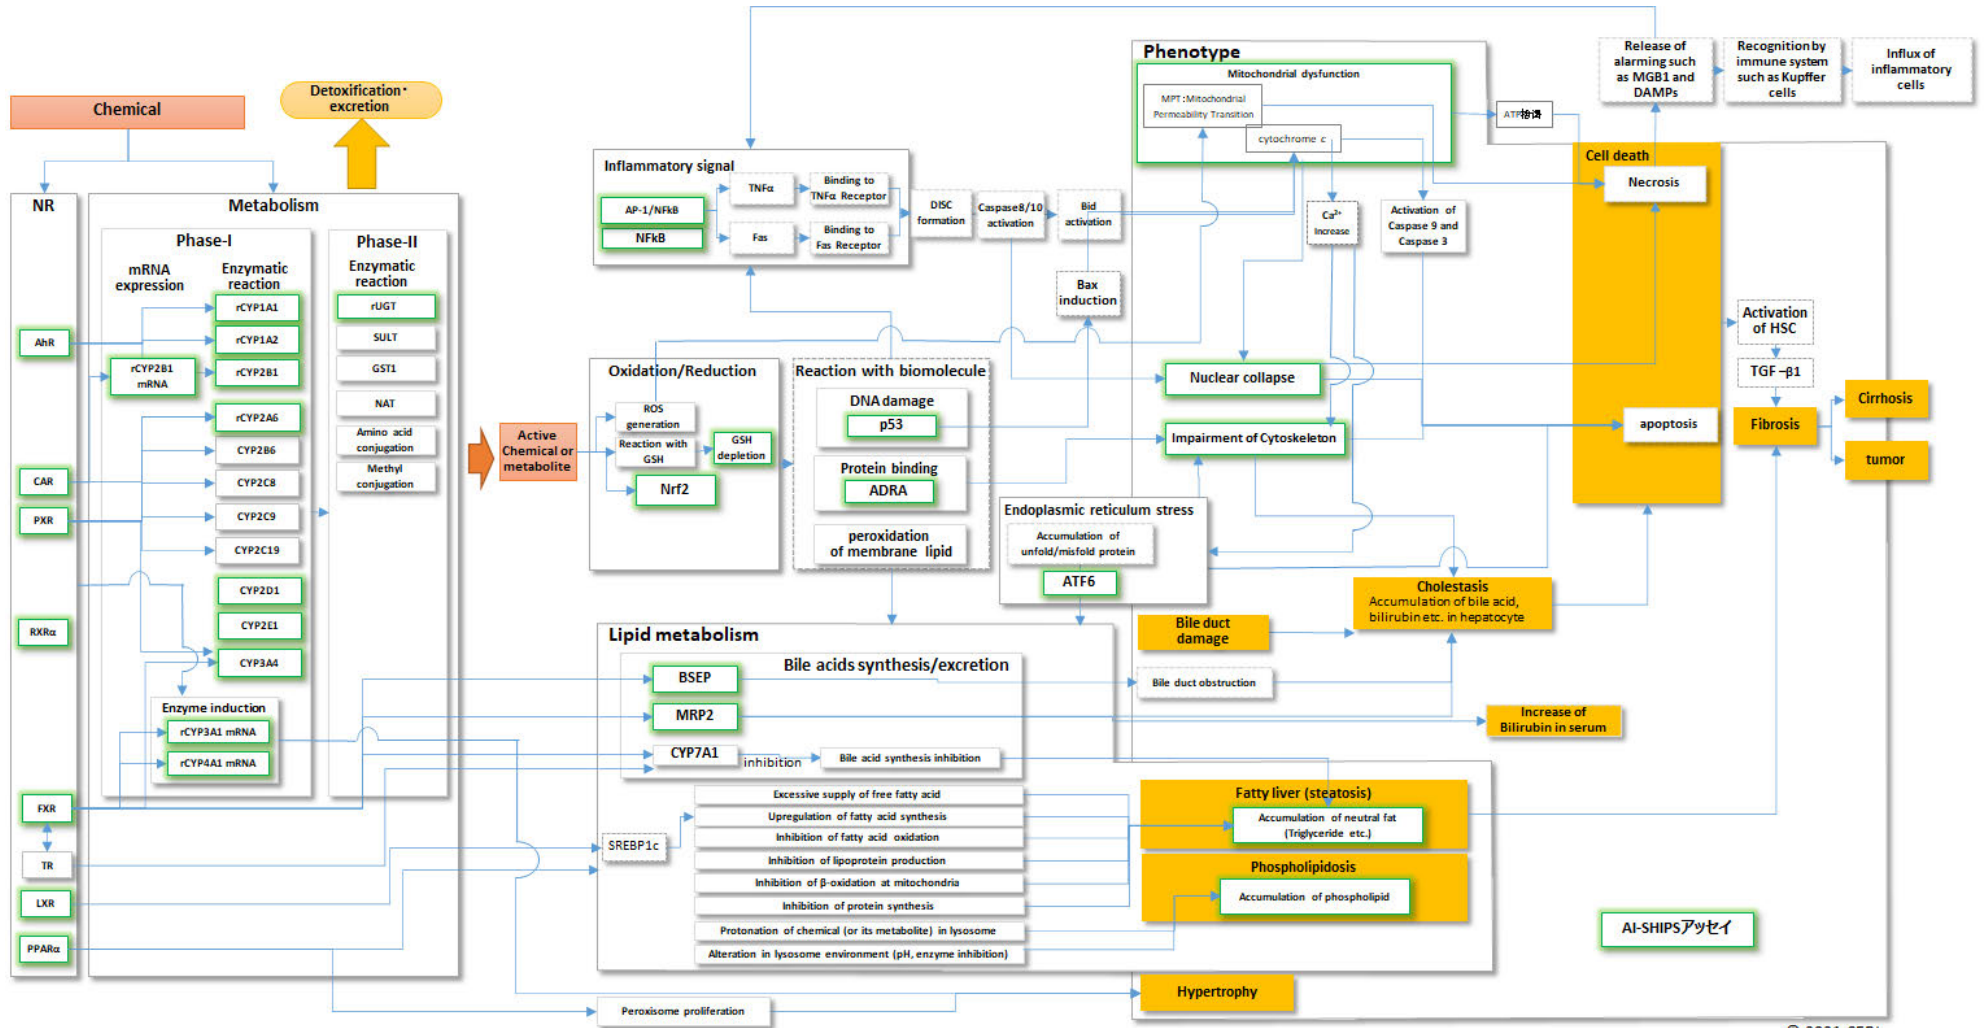 Chemical
Detoxification・
excretion
NR
AhR
CAR
PXR
RXRα
FXR
TR
LXR
PPARα
Metabolism
Phase-I
mRNA
expression
Enzymatic
reaction
rCYP2B1
mRNA
rCYP1A1
rCYP1A2
rCYP2B1
rCYP2A6
CYP2B6
CYP2C8
CYP2C9
CYP2C19
CYP2D1
CYP2E1
CYP3A4
Enzyme induction
rCYP3A1 mRNA
rCYP4A1 mRNA
Phase-II
Enzymatic
reaction
rUGT
SULT
GST1
NAT
Amino acid
conjugation
Methyl
conjugation
Active
Chemical or
metabolite
Inflammatory signal
AP-1/NFkB
NFkB
TNFα
Fas
Binding to
TNFα Receptor
Binding to
Fas Receptor
DISC
formation
Caspase8/10
activation
Bid
activation
Bax
induction
Oxidation/Reduction
ROS
generation
Reaction with
GSH
GSH
depletion
Nrf2
Reaction with biomolecule
DNA damage
p53
Protein binding
ADRA
peroxidation
of membrane lipid
Endoplasmic reticulum stress
Accumulation of
unfold/misfold protein
ATF6
Phenotype
Mitochondrial dysfunction
MPT：Mitochondrial
Permeability Transition
cytochrome c
Ca²⁺
Increase
Activation of
Caspase 9 and
Caspase 3
ATP
Nuclear collapse
Impairment of Cytoskeleton
Cell death
Necrosis
apoptosis
Release of
alarming such
as MGB1 and
DAMPs
Recognition by
immune system
such as Kupffer
cells
Influx of
inflammatory
cells
Activation
of HSC
TGF－β1
Fibrosis
Cirrhosis
tumor
Cholestasis
Accumulation of bile acid,
bilirubin etc. in hepatocyte
Bile duct
damage
Bile duct obstruction
Increase of
Bilirubin in serum
Lipid metabolism
Bile acids synthesis/excretion
BSEP
MRP2
CYP7A1
inhibition
Bile acid synthesis inhibition
SREBP1c
Excessive supply of free fatty acid
Upregulation of fatty acid synthesis
Inhibition of fatty acid oxidation
Inhibition of lipoprotein production
Inhibition of β-oxidation at mitochondria
Inhibition of protein synthesis
Protonation of chemical (or its metabolite) in lysosome
Alteration in lysosome environment (pH, enzyme inhibition)
Fatty liver (steatosis)
Accumulation of neutral fat
(Triglyceride etc.)
Phospholipidosis
Accumulation of phospholipid
Peroxisome proliferation
Hypertrophy
AI-SHIPSアッセイ